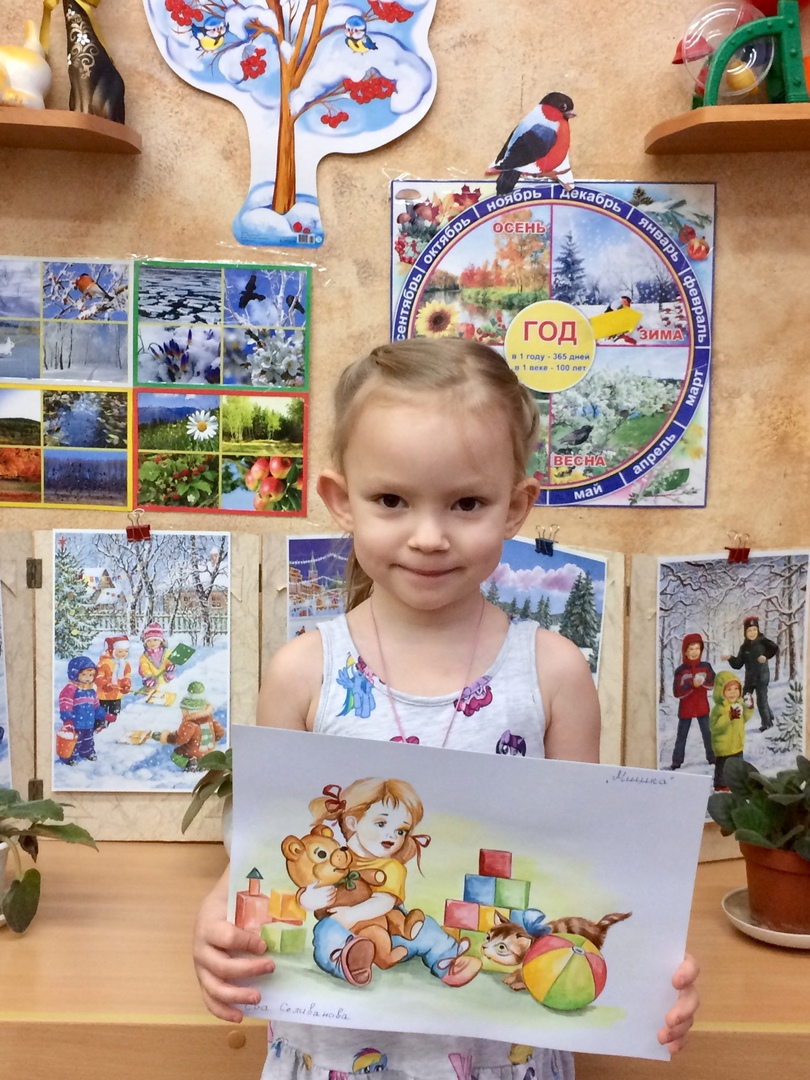 ноябрь
декабрь
октябрь
январь
сентябрь
февраль
ОСЕНЬ
ЗИМА
ГОД
в 1 году - 365 дней
в 1 веке - 100 лет
март
ВЕСНА
апрель
май
„Мишка"
Селиванова